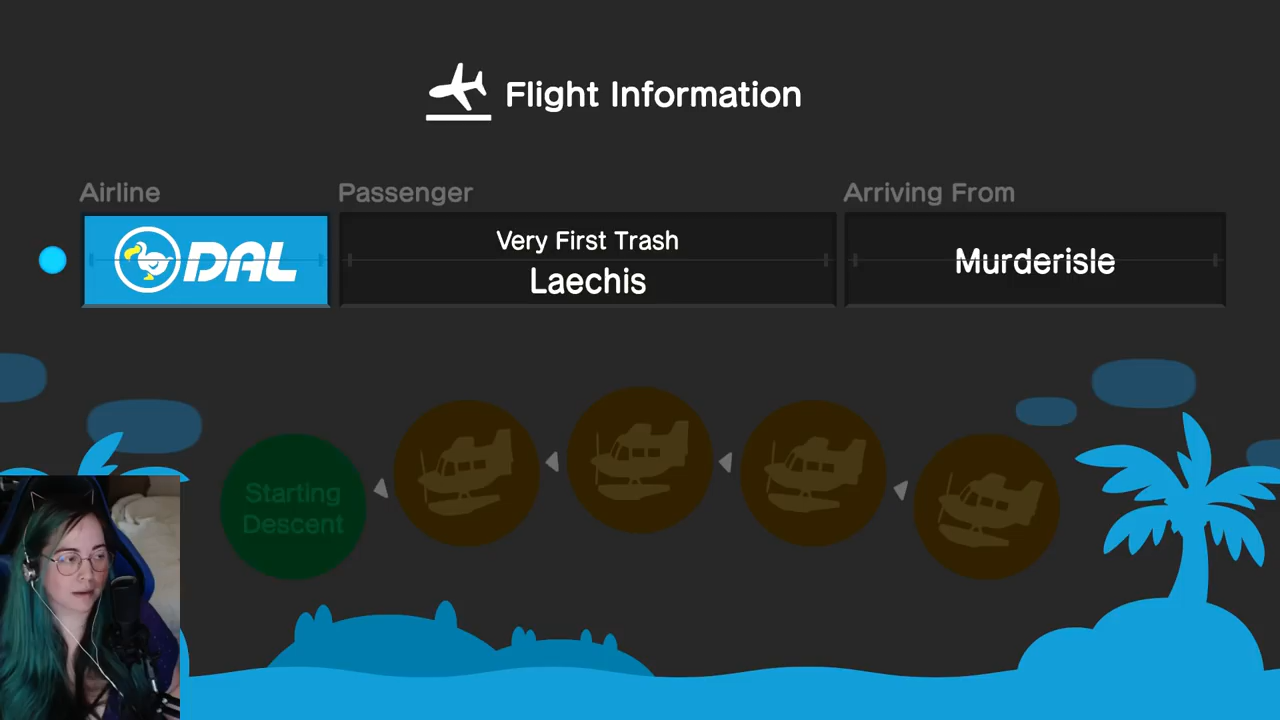 Flight Information
Airline
Passenger
Arriving From
DAL
Very First Trash
Laechis
Murderisle
Starting
Descent